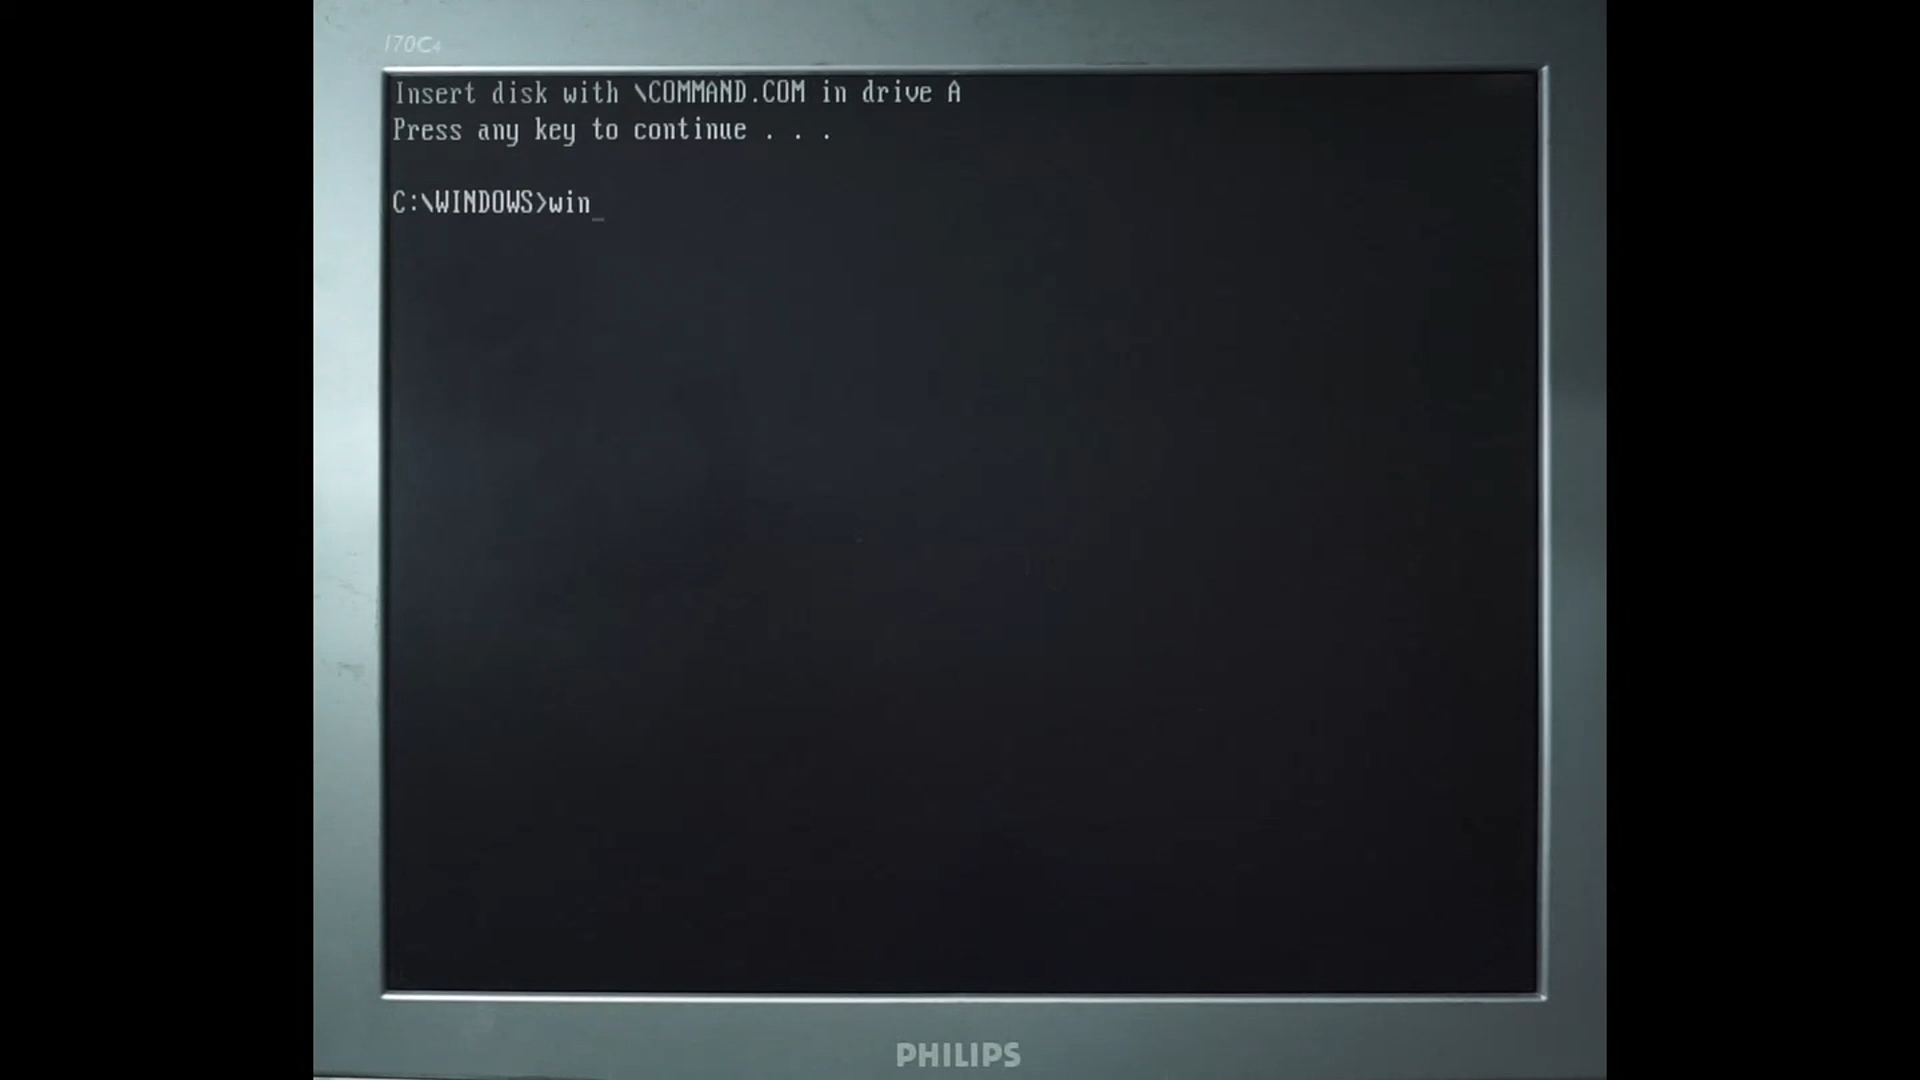 170C4
Insert disk with \COMMAND.COM in drive A
Press any key to continue . . .
C:\WINDOWS>win_
PHILIPS